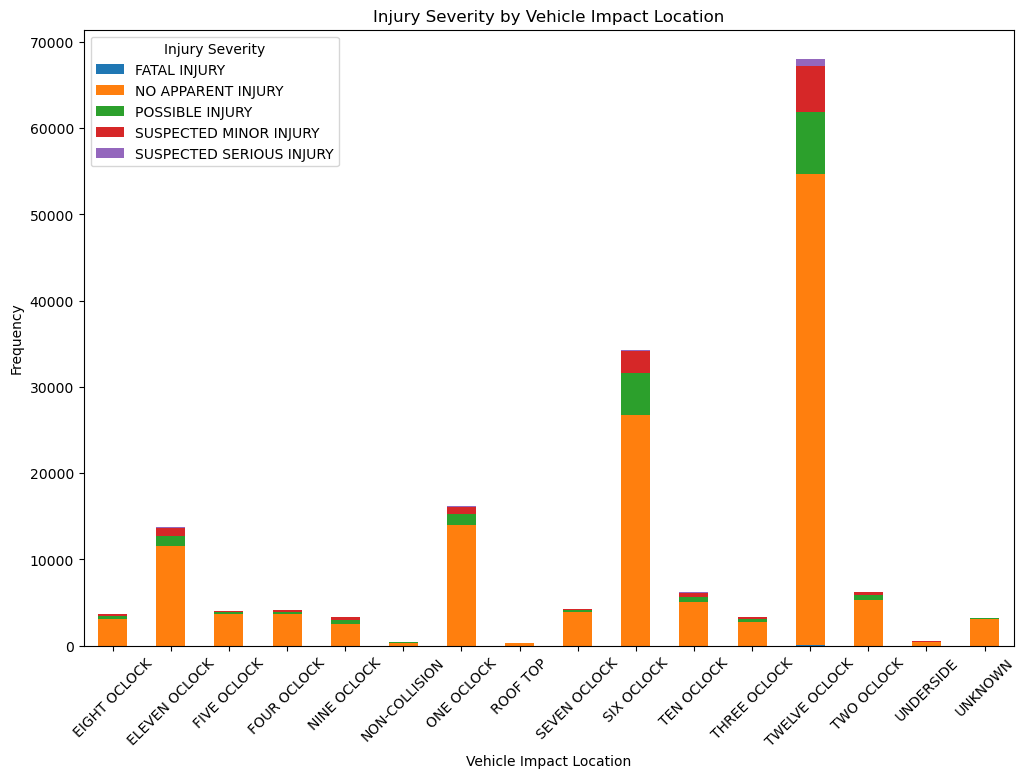 Injury Severity by Vehicle Impact Location
Injury Severity
FATAL INJURY
NO APPARENT INJURY
POSSIBLE INJURY
SUSPECTED MINOR INJURY
SUSPECTED SERIOUS INJURY
70000
60000
50000
40000
30000
20000
10000
0
Frequency
EIGHT OCLOCK
ELEVEN OCLOCK
FIVE OCLOCK
FOUR OCLOCK
NINE OCLOCK
NON-COLLISION
ONE OCLOCK
ROOF TOP
SEVEN OCLOCK
SIX OCLOCK
TEN OCLOCK
THREE OCLOCK
TWELVE OCLOCK
TWO OCLOCK
UNDERSIDE
UNKNOWN
Vehicle Impact Location